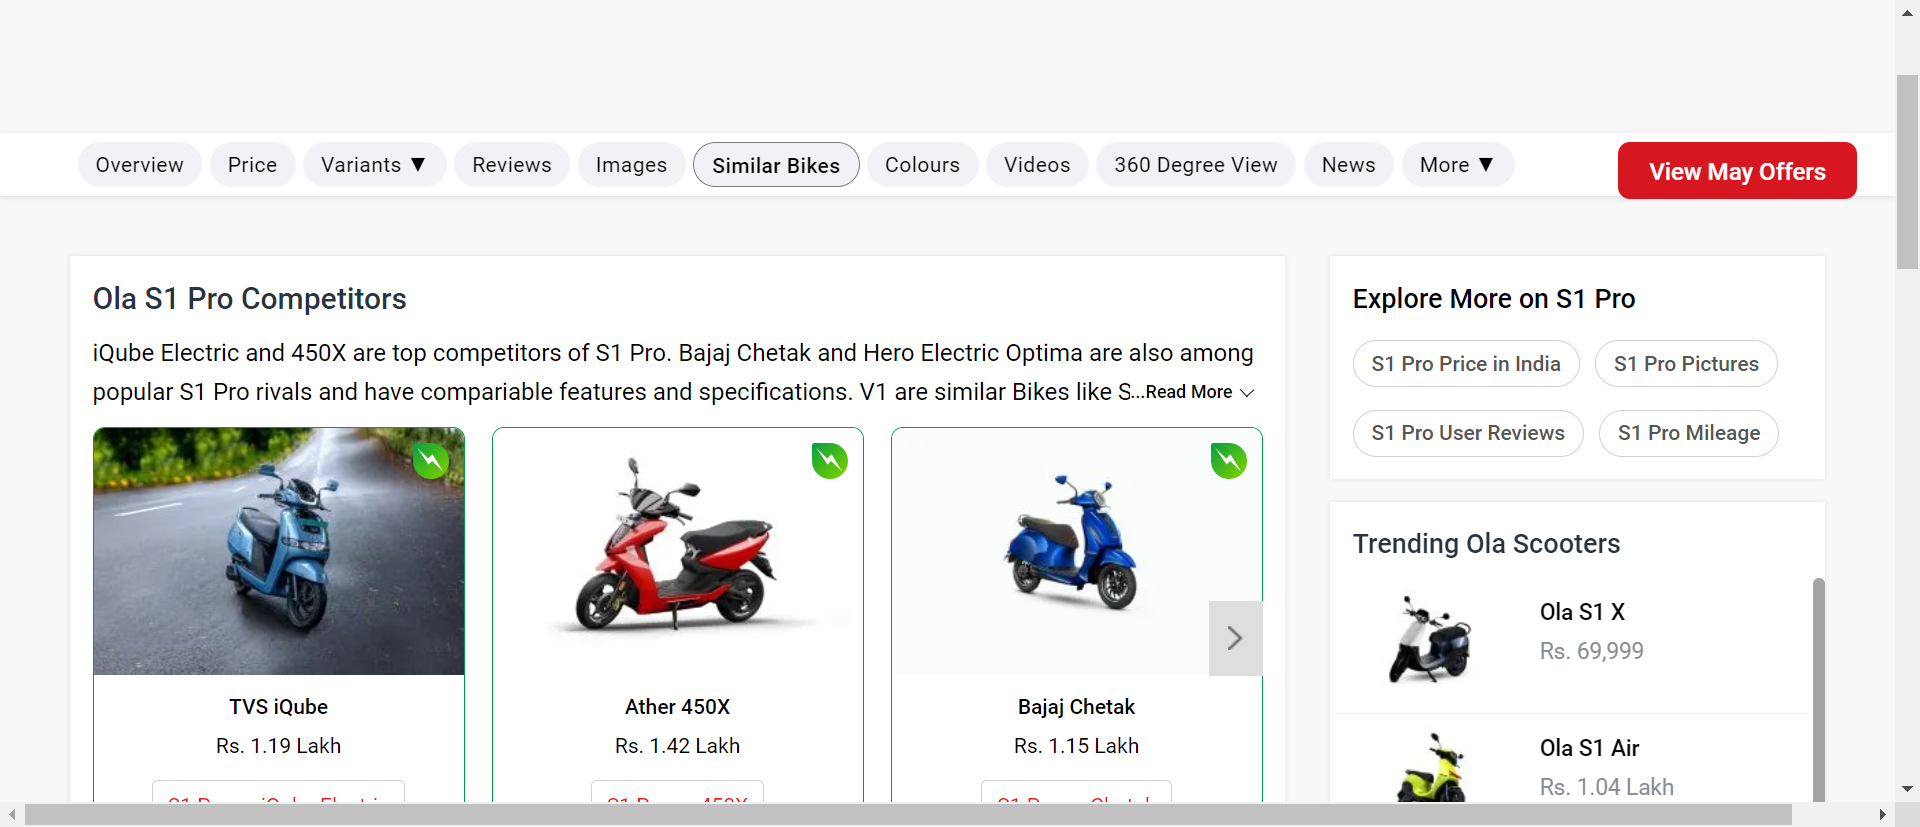 Overview
Price
Variants ▼
Reviews
Images
Similar Bikes
Colours
Videos
360 Degree View
News
More ▼
View May Offers
Ola S1 Pro Competitors
iQube Electric and 450X are top competitors of S1 Pro. Bajaj Chetak and Hero Electric Optima are also among
popular S1 Pro rivals and have compariable features and specifications. V1 are similar Bikes like S...Read More
TVS iQube
Rs. 1.19 Lakh
Ather 450X
Rs. 1.42 Lakh
Bajaj Chetak
Rs. 1.15 Lakh
Explore More on S1 Pro
S1 Pro Price in India
S1 Pro Pictures
S1 Pro User Reviews
S1 Pro Mileage
Trending Ola Scooters
Ola S1 X
Rs. 69,999
Ola S1 Air
Rs. 1.04 Lakh